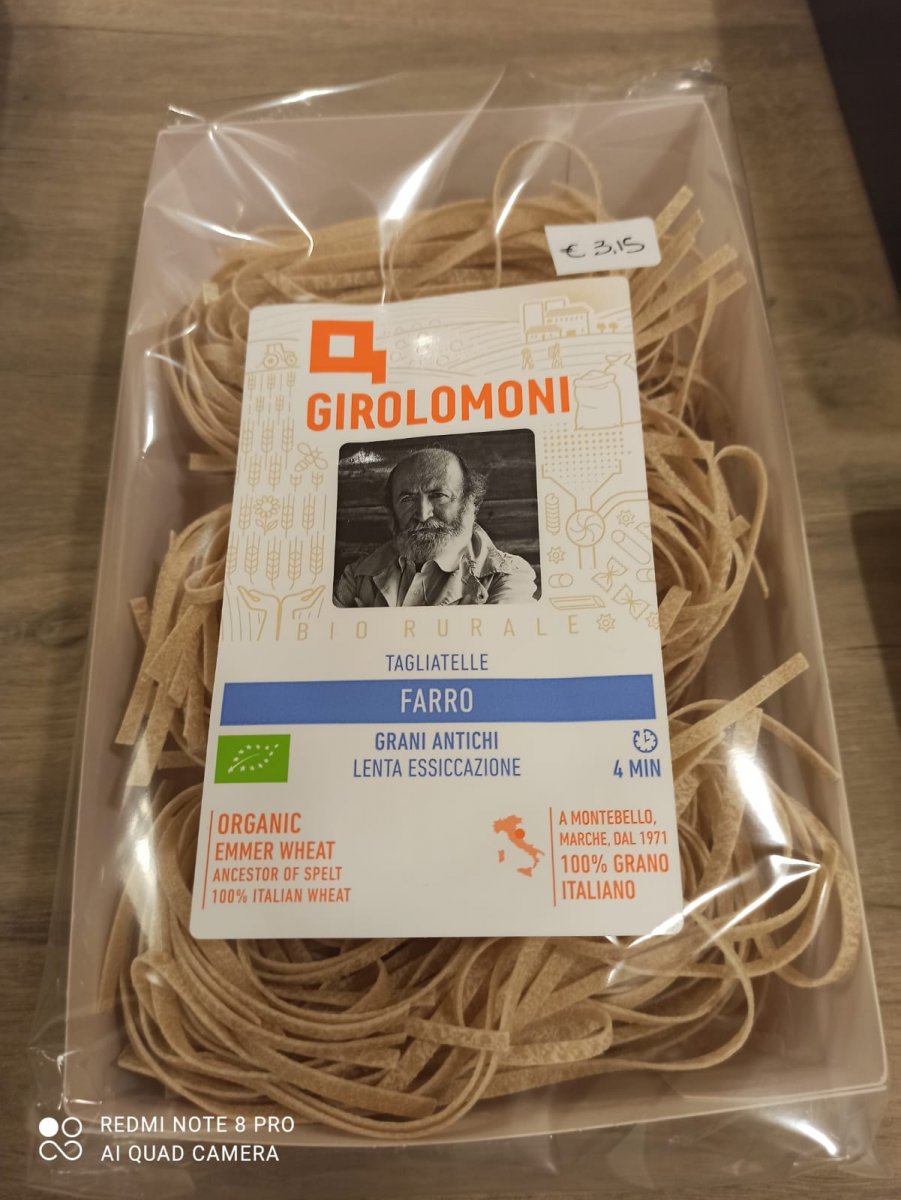 € 3,15
GIROLOMONI
BIO RURALE
TAGLIATELLE
FARRO
GRANI ANTICHI
LENTA ESSICCAZIONE
4 MIN
ORGANIC
EMMER WHEAT
ANCESTOR OF SPELT
100% ITALIAN WHEAT
A MONTEBELLO,
MARCHE, DAL 1971
100% GRANO
ITALIANO
REDMI NOTE 8 PRO
AI QUAD CAMERA